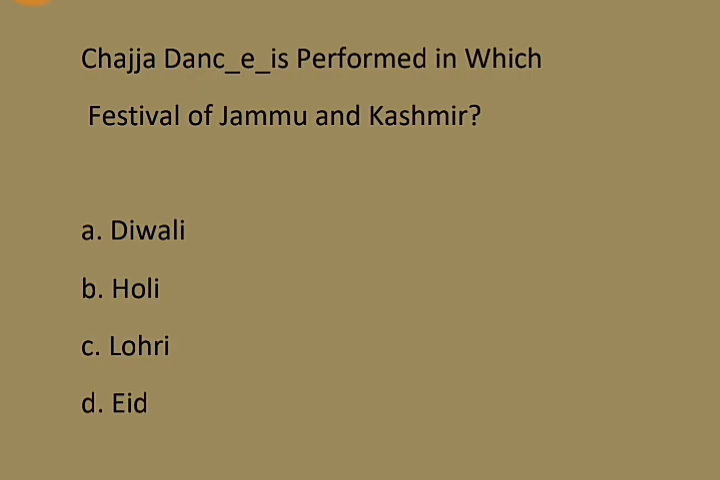 Chajja Danc_e_is Performed in Which
Festival of Jammu and Kashmir?
a. Diwali
b. Holi
c. Lohri
d. Eid